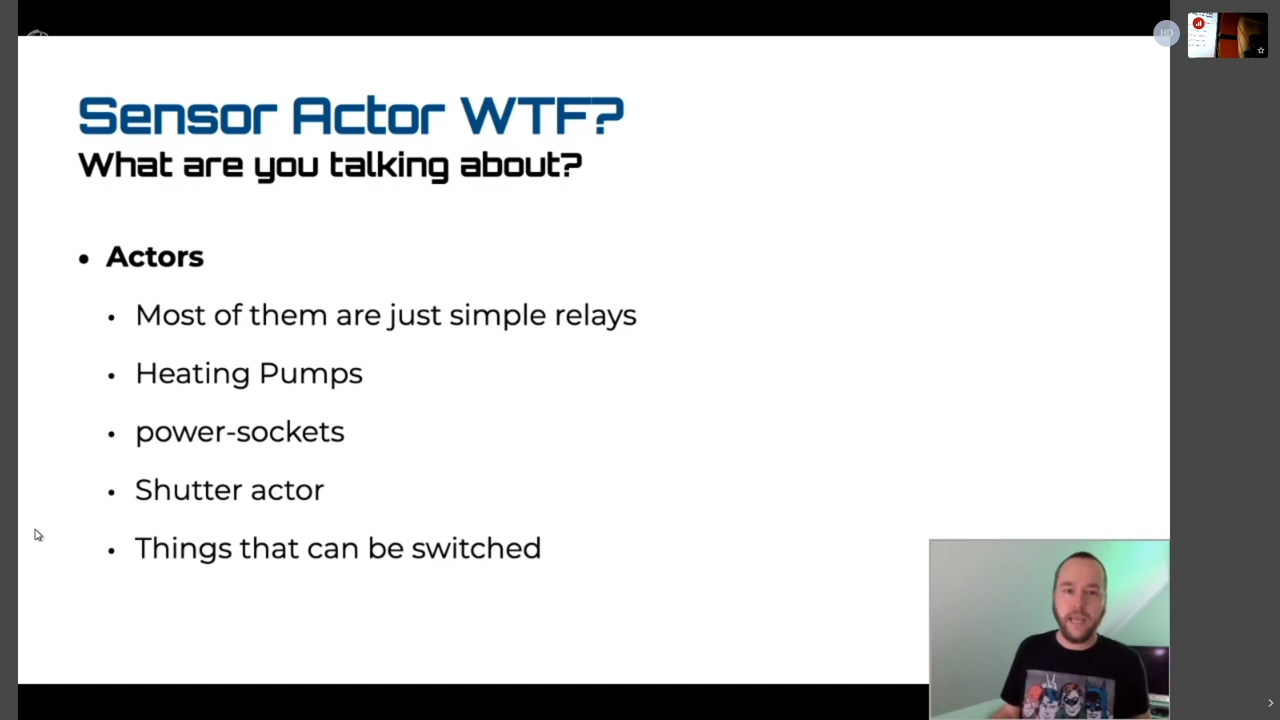 Sensor Actor WTF?
What are you talking about?
• Actors
• Most of them are just simple relays
• Heating Pumps
• power-sockets
• Shutter actor
• Things that can be switched